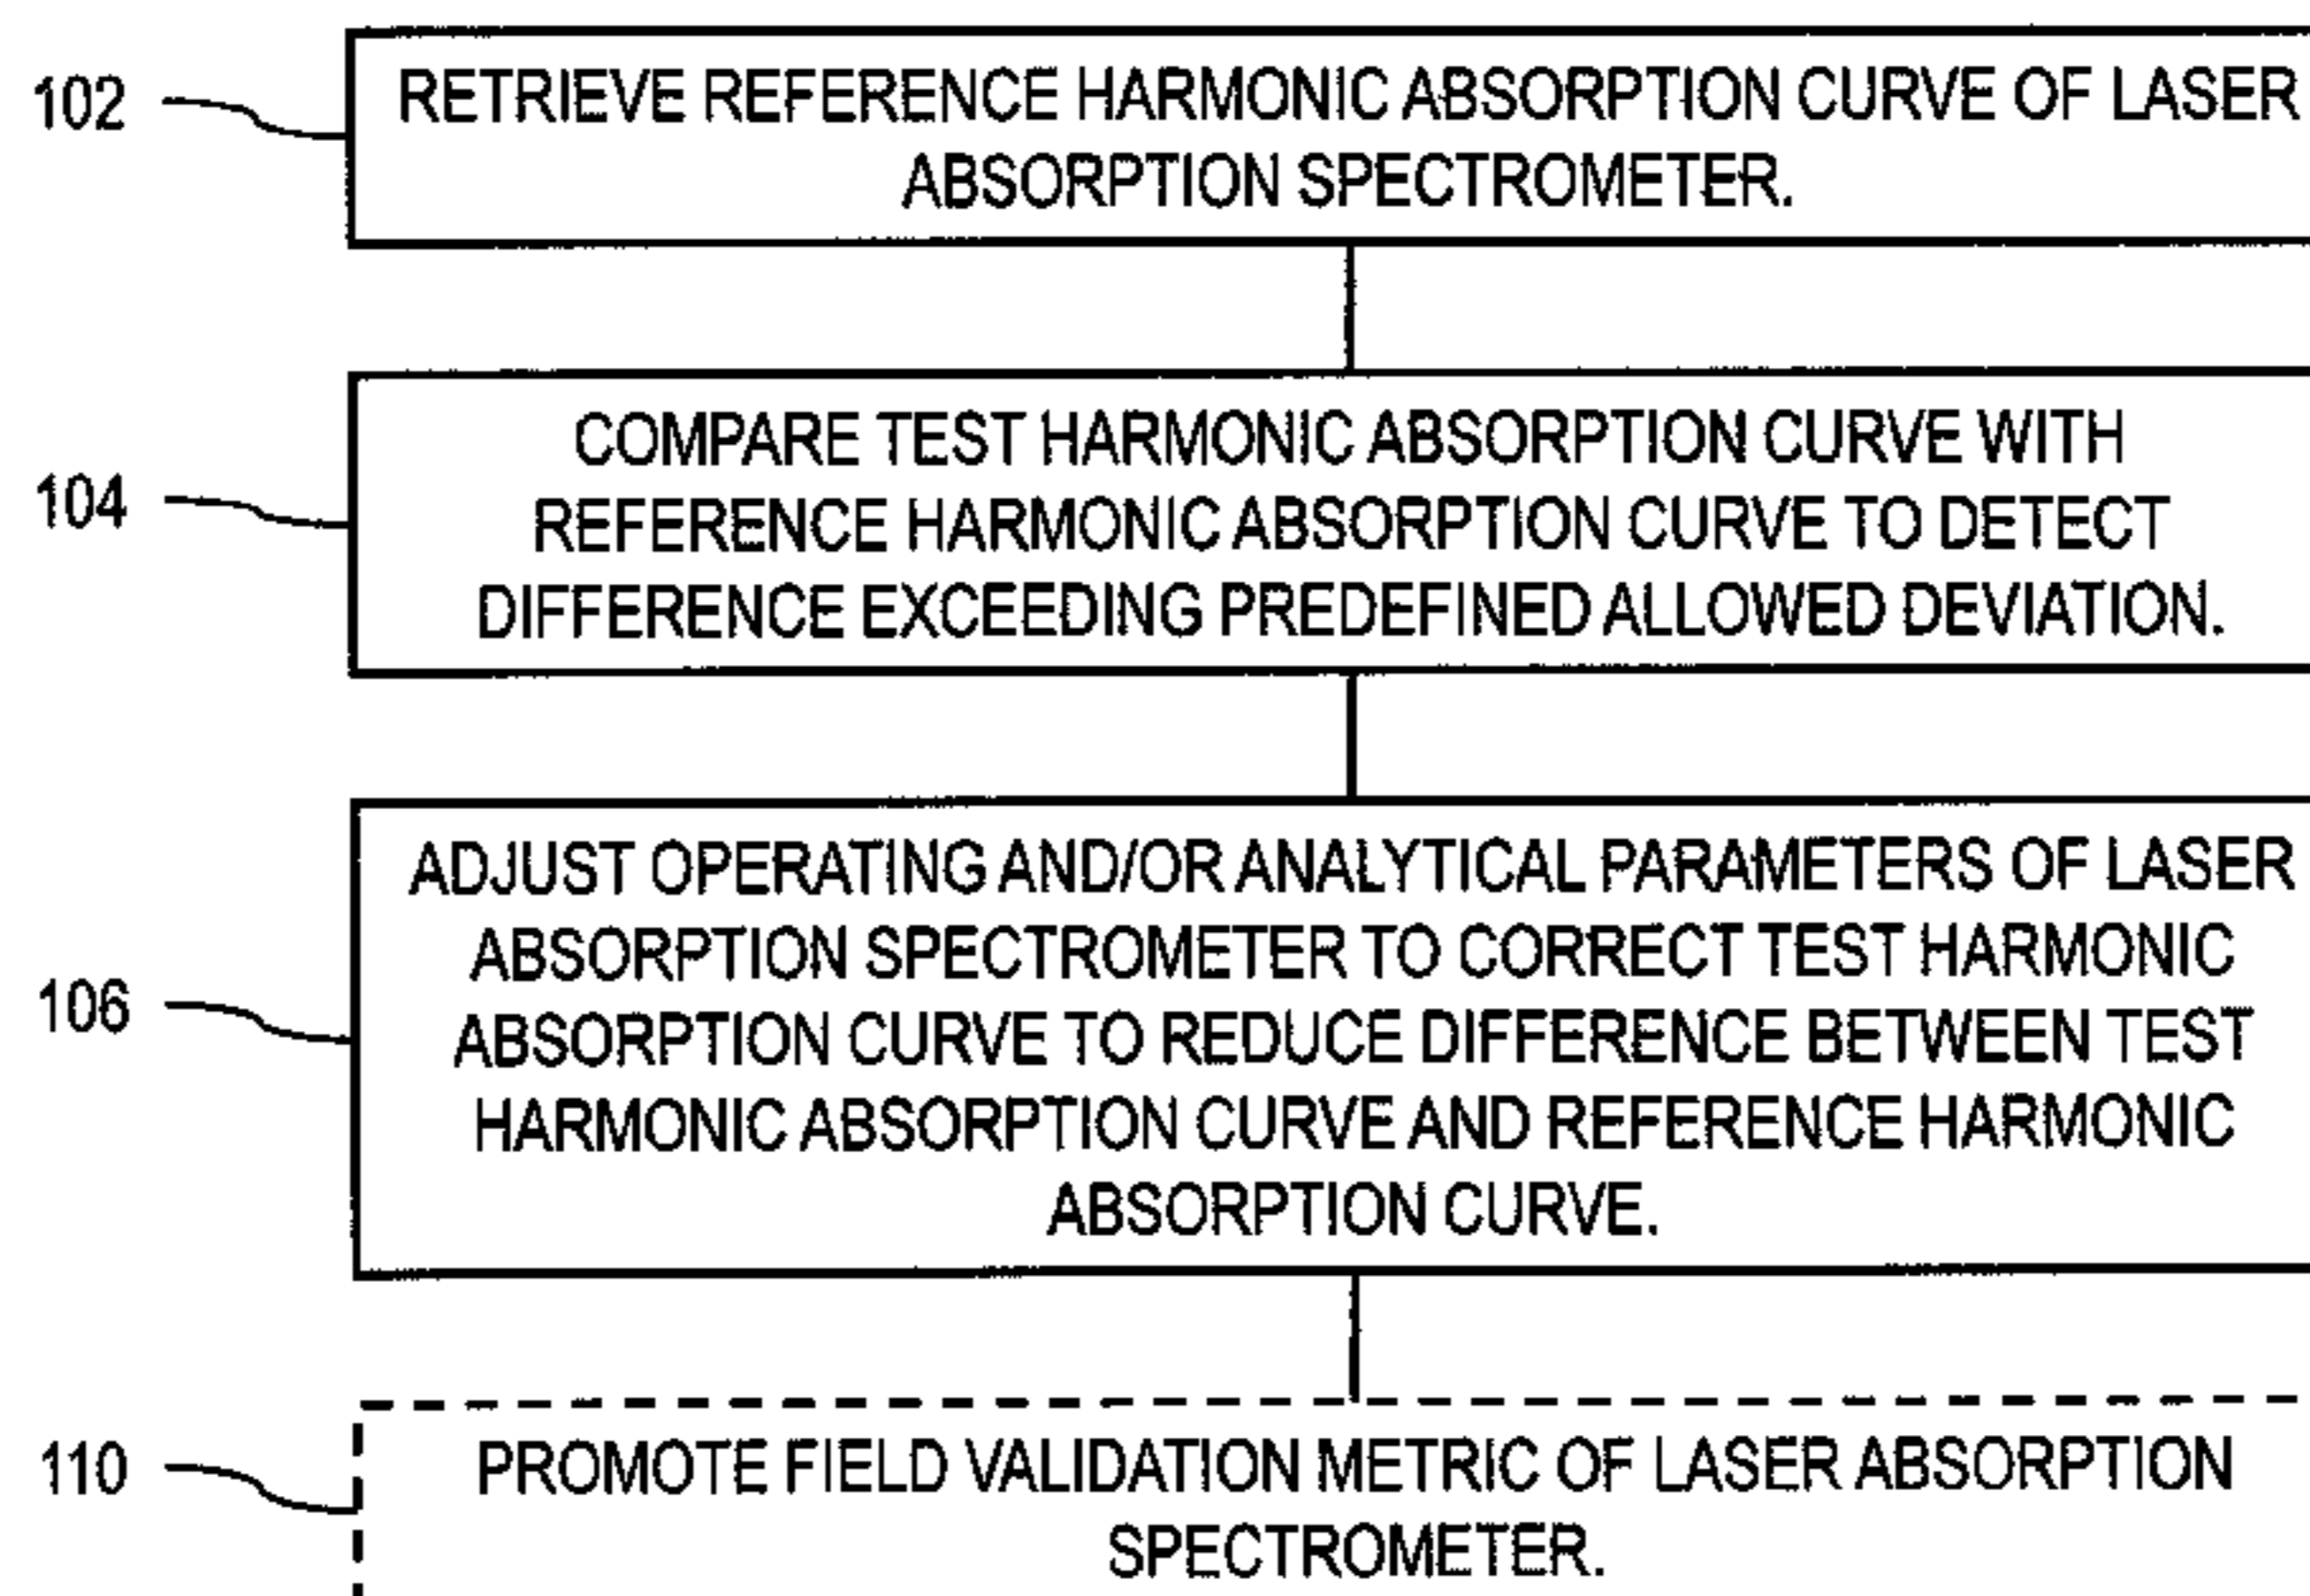 102
RETRIEVE REFERENCE HARMONIC ABSORPTION CURVE OF LASER
ABSORPTION SPECTROMETER.
104
COMPARE TEST HARMONIC ABSORPTION CURVE WITH
REFERENCE HARMONIC ABSORPTION CURVE TO DETECT
DIFFERENCE EXCEEDING PREDEFINED ALLOWED DEVIATION.
106
ADJUST OPERATING AND/OR ANALYTICAL PARAMETERS OF LASER
ABSORPTION SPECTROMETER TO CORRECT TEST HARMONIC
ABSORPTION CURVE TO REDUCE DIFFERENCE BETWEEN TEST
HARMONIC ABSORPTION CURVE AND REFERENCE HARMONIC
ABSORPTION CURVE.
110
PROMOTE FIELD VALIDATION METRIC OF LASER ABSORPTION
SPECTROMETER.